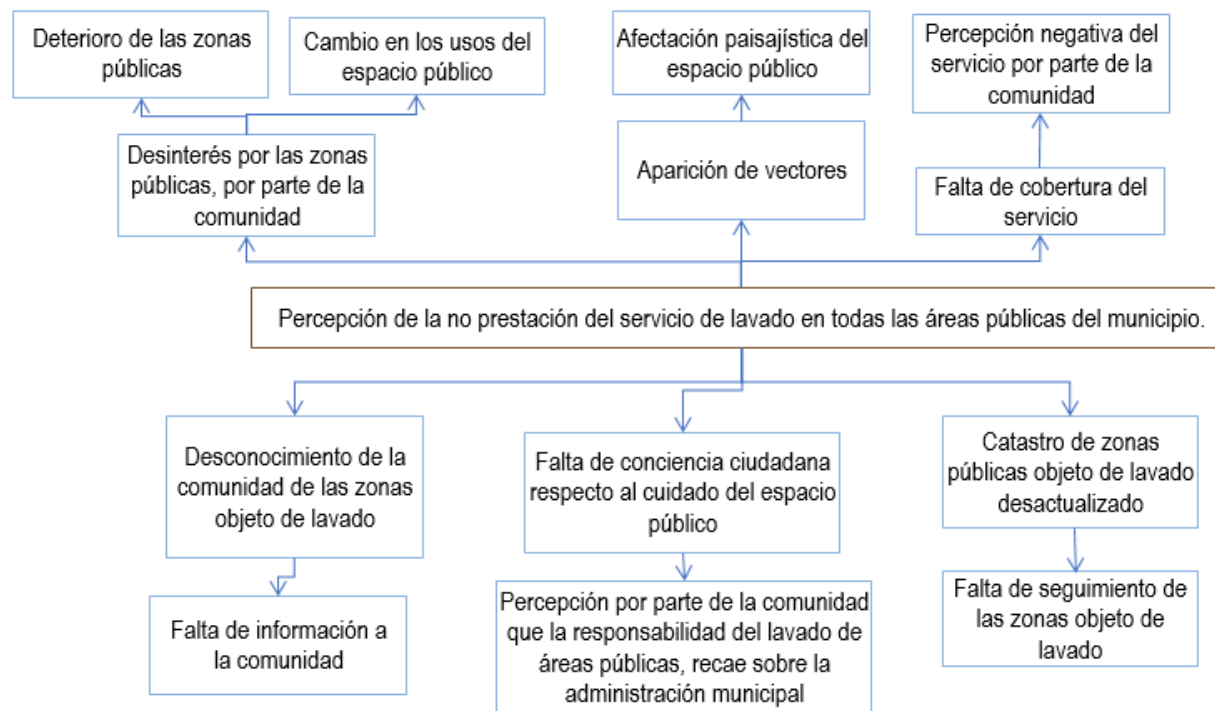 Deterioro de las zonas
públicas
Cambio en los usos del
espacio público
Afectación paisajística del
espacio público
Percepción negativa del
servicio por parte de la
comunidad
Desinterés por las zonas
públicas, por parte de la
comunidad
Aparición de vectores
Falta de cobertura del
servicio
Percepción de la no prestación del servicio de lavado en todas las áreas públicas del municipio.
Desconocimiento de la
comunidad de las zonas
objeto de lavado
Falta de conciencia ciudadana
respecto al cuidado del espacio
público
Catastro de zonas
públicas objeto de lavado
desactualizado
Falta de información a
la comunidad
Percepción por parte de la comunidad
que la responsabilidad del lavado de
áreas públicas, recae sobre la
administración municipal
Falta de seguimiento de
las zonas objeto de
lavado